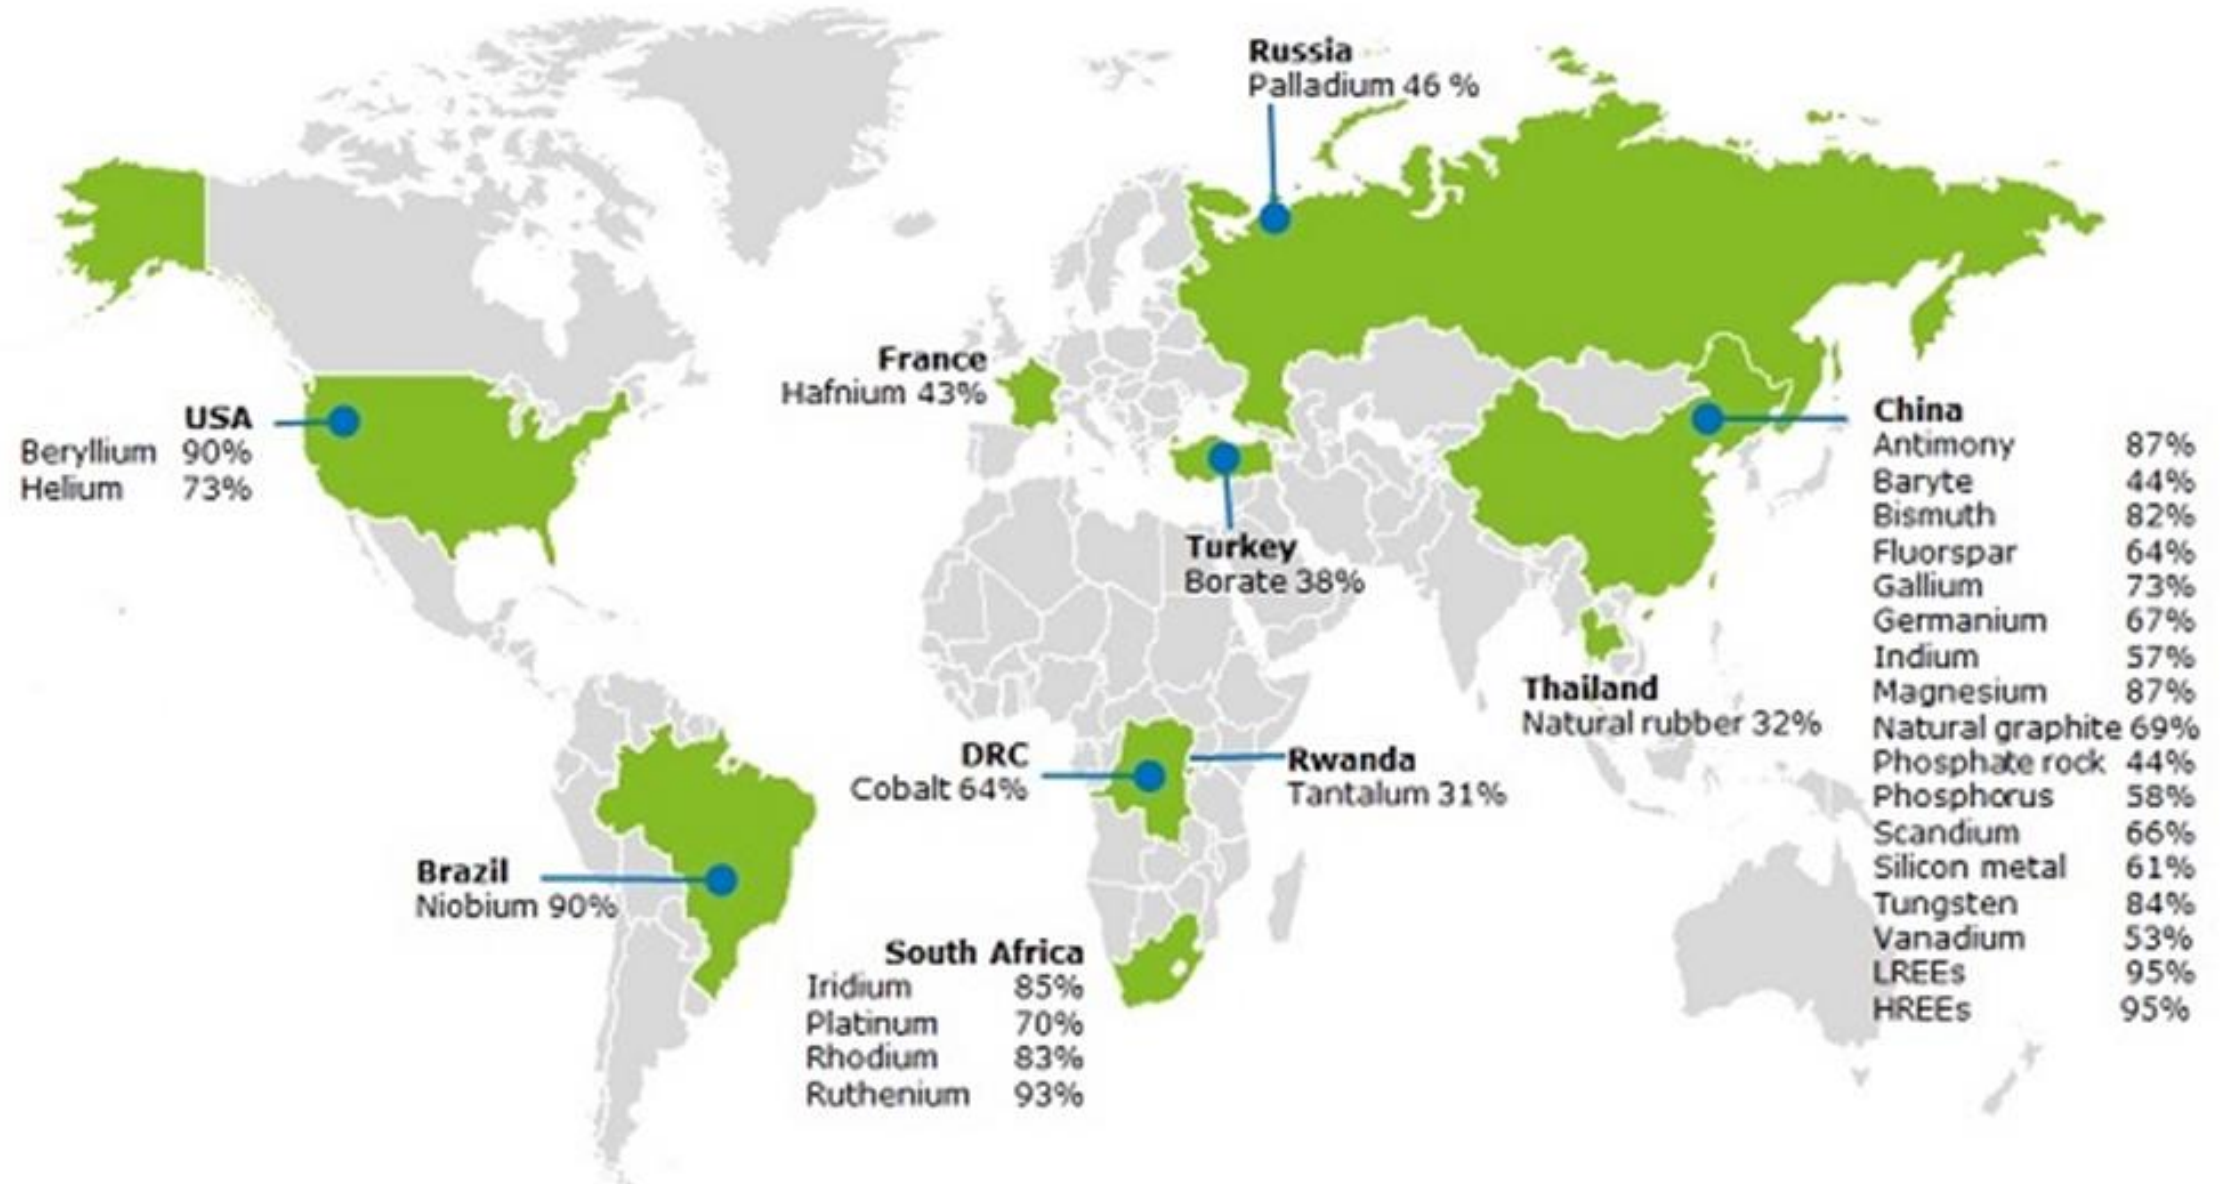 Russia
Palladium 46 %
France
Hafnium 43%
USA
Beryllium 90%
Helium 73%
Turkey
Borate 38%
China
Antimony 87%
Baryte 44%
Bismuth 82%
Fluorspar 64%
Gallium 73%
Germanium 67%
Indium 57%
Magnesium 87%
Natural graphite 69%
Phosphate rock 44%
Phosphorus 58%
Scandium 66%
Silicon metal 61%
Tungsten 84%
Vanadium 53%
LREEs 95%
HREEs 95%
Thailand
Natural rubber 32%
DRC
Cobalt 64%
Rwanda
Tantalum 31%
Brazil
Niobium 90%
South Africa
Iridium 85%
Platinum 70%
Rhodium 83%
Ruthenium 93%